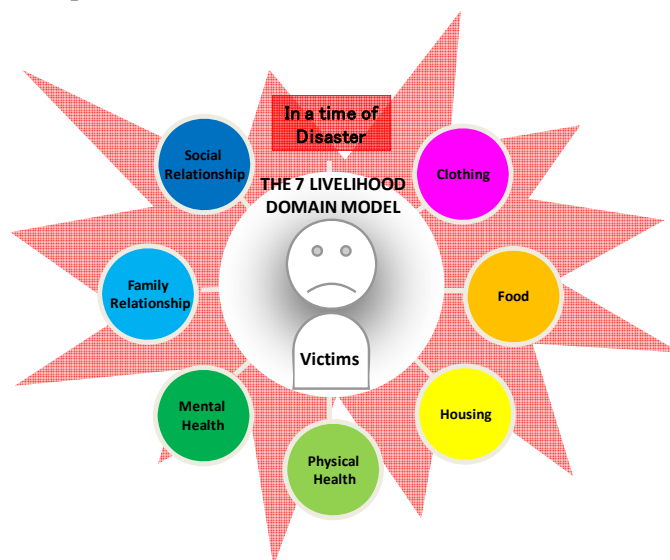 In a time of
Disaster
THE 7 LIVELIHOOD
DOMAIN MODEL
Victims
Clothing
Food
Housing
Physical
Health
Mental
Health
Family
Relationship
Social
Relationship